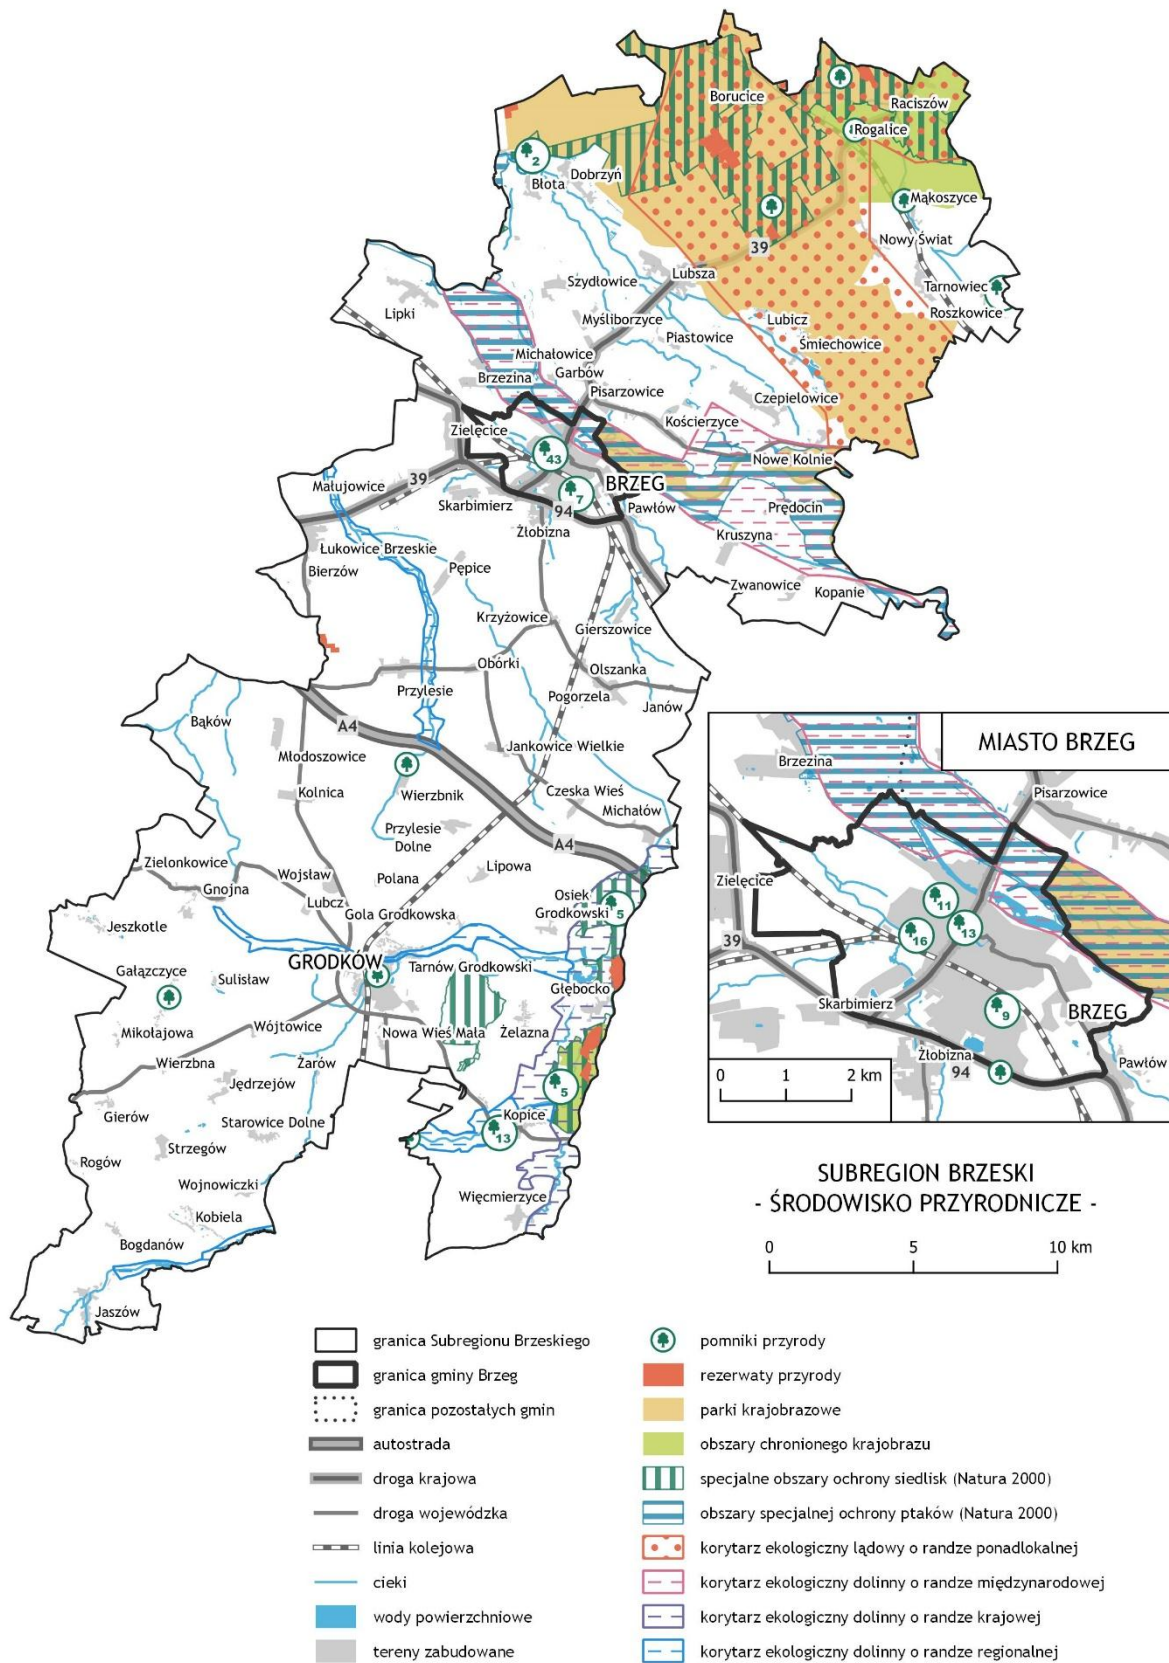 Borucice
Raciszów
Rogalice
2
Dobrzyń
Błota
Mąkoszyce
Nowy Świat
39
Lubsza
Szydłowice
Tarnowiec
Lipki
Roszkowice
Myśliborzyce
Lubicz
Piastowice
Śmiechowice
Michałowice
Garbów
Brzezina
Pisarzowice
Czepielowice
Kościerzyce
Zielęcice
43
Nowe Kolnie
39
BRZEG
Małujowice
7
Skarbimierz
94
Pawłów
Prędocin
Żłobizna
Kruszyna
Łukowice Brzeskie
Pępice
Bierzów
Zwanowice
Kopanie
Krzyżowice
Gierszowice
Obórki
Olszanka
Przylesie
Pogorzela
Janów
Bąków
A4
Jankowice Wielkie
Młodoszowice
Kolnica
Wierzbnik
Czeska Wieś
Michałów
Przylesie
Dolne
A4
Zielonkowice
Lipowa
Wojsław
Polana
Gnojna
Osiek
Grodkowski
5
Lubcz
Gola Grodkowska
Jeszkotle
GRODKÓW
Tarnów Grodkowski
Gałązczyce
Sulisław
Głębocko
Mikołajowa
Wójtowice
Nowa Wieś Mała
Żelazna
Wierzbna
Żarów
Jędrzejów
5
Gierów
Kopice
Starowice Dolne
13
Strzegów
Rogów
Wojnowiczki
Więcmierzyce
Kobiela
Bogdanów
Jaszów
MIASTO BRZEG
Brzezina
Pisarzowice
Zielęcice
11
13
16
39
Skarbimierz
9
BRZEG
Żłobizna
94
Pawłów
0 1 2 km
SUBREGION BRZESKI
- ŚRODOWISKO PRZYRODNICZE -
0 5 10 km
granica Subregionu Brzeskiego
granica gminy Brzeg
granica pozostałych gmin
autostrada
droga krajowa
droga wojewódzka
linia kolejowa
cieki
wody powierzchniowe
tereny zabudowane
pomniki przyrody
rezerwaty przyrody
parki krajobrazowe
obszary chronionego krajobrazu
specjalne obszary ochrony siedlisk (Natura 2000)
obszary specjalnej ochrony ptaków (Natura 2000)
korytarz ekologiczny lądowy o randze ponadlokalnej
korytarz ekologiczny dolinny o randze międzynarodowej
korytarz ekologiczny dolinny o randze krajowej
korytarz ekologiczny dolinny o randze regionalnej